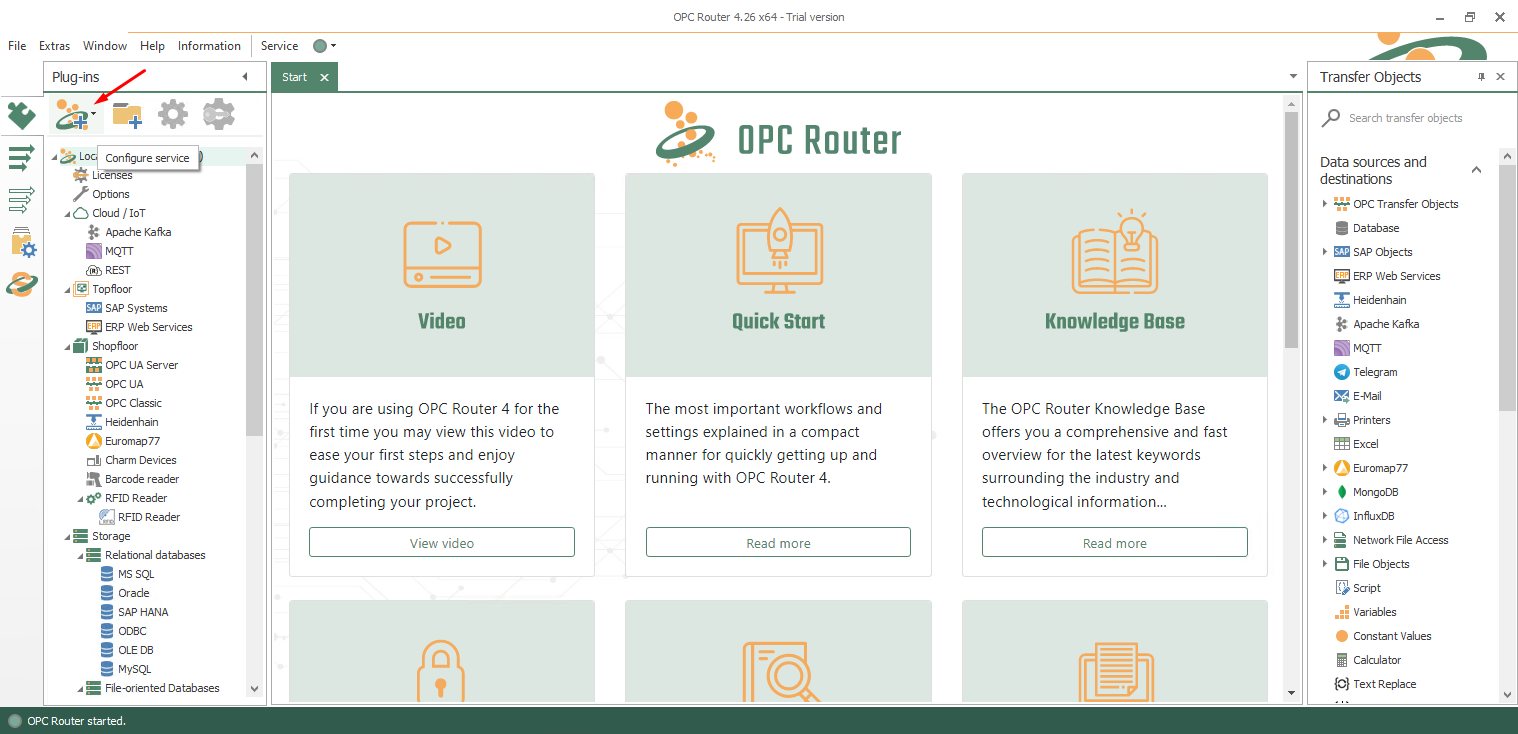 OPC Router 4.26 x64 - Trial version
File Extras Window Help Information Service
Plug-ins
Configure service
Loca
Licenses
Options
Cloud / IoT
Apache Kafka
MQTT
REST
Topfloor
SAP Systems
ERP Web Services
Shopfloor
OPC UA Server
OPC UA
OPC Classic
Heidenhain
Euromap77
Charm Devices
Barcode reader
RFID Reader
RFID Reader
Storage
Relational databases
MS SQL
Oracle
SAP HANA
ODBC
OLE DB
MySQL
File-oriented Databases
Start
OPC Router
Video
If you are using OPC Router 4 for the
first time you may view this video to
ease your first steps and enjoy
guidance towards successfully
completing your project.
View video
Quick Start
The most important workflows and
settings explained in a compact
manner for quickly getting up and
running with OPC Router 4.
Read more
Knowledge Base
The OPC Router Knowledge Base
offers you a comprehensive and fast
overview for the latest keywords
surrounding the industry and
technological information...
Read more
Transfer Objects
Search transfer objects
Data sources and
destinations
OPC Transfer Objects
Database
SAP SAP Objects
ERP Web Services
Heidenhain
Apache Kafka
MQTT
Telegram
E-Mail
Printers
Excel
Euromap77
MongoDB
InfluxDB
Network File Access
File Objects
Script
Variables
Constant Values
Calculator
Text Replace
OPC Router started.